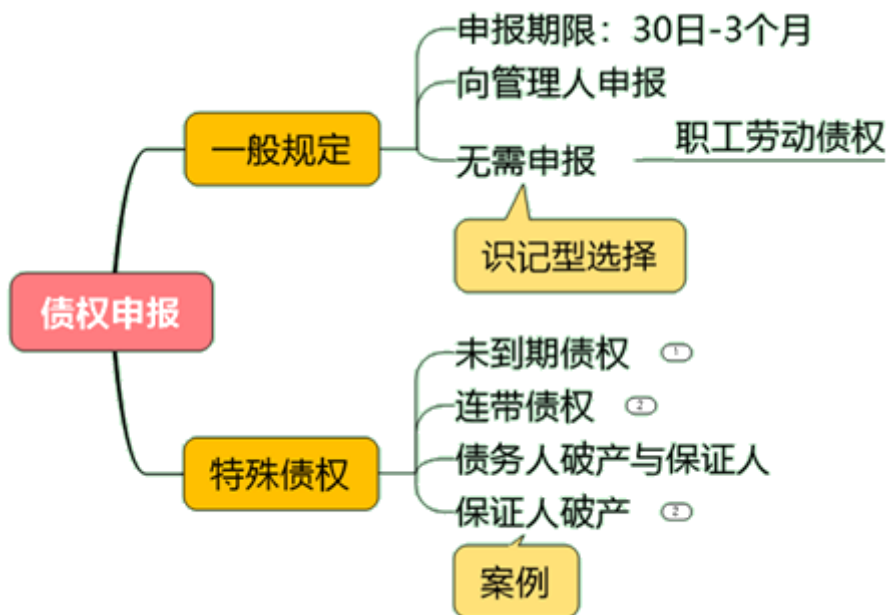 债权申报
一般规定
申报期限：30日-3个月
向管理人申报
无需申报
职工劳动债权
识记型选择
特殊债权
未到期债权 1
连带债权 2
债务人破产与保证人
保证人破产 2
案例